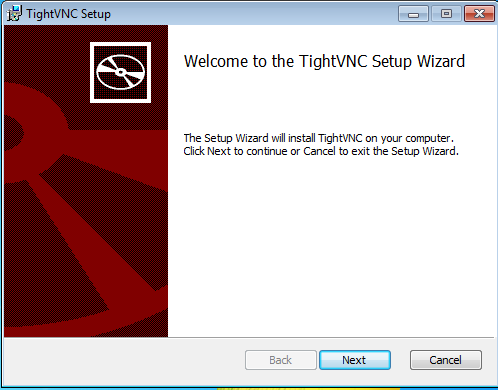 TightVNC Setup
Welcome to the TightVNC Setup Wizard
The Setup Wizard will install TightVNC on your computer.
Click Next to continue or Cancel to exit the Setup Wizard.
Back
Next
Cancel